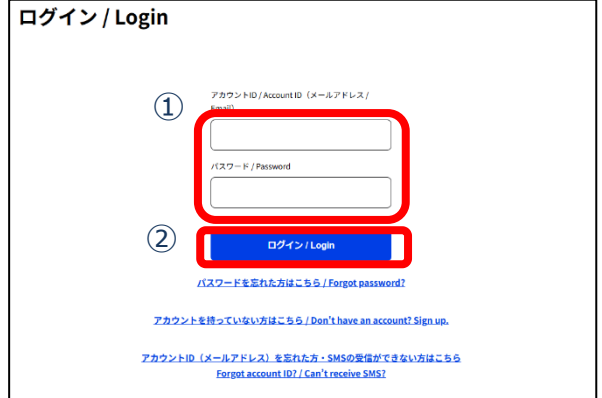 ログイン / Login
アカウントID / Account ID（メールアドレス /
Email）
①
パスワード / Password
②
ログイン / Login
パスワードを忘れた方はこちら / Forgot password?
アカウントを持っていない方はこちら / Don't have an account? Sign up.
アカウントID（メールアドレス）を忘れた方・SMSの受信ができない方はこちら
Forgot account ID? / Can't receive SMS?